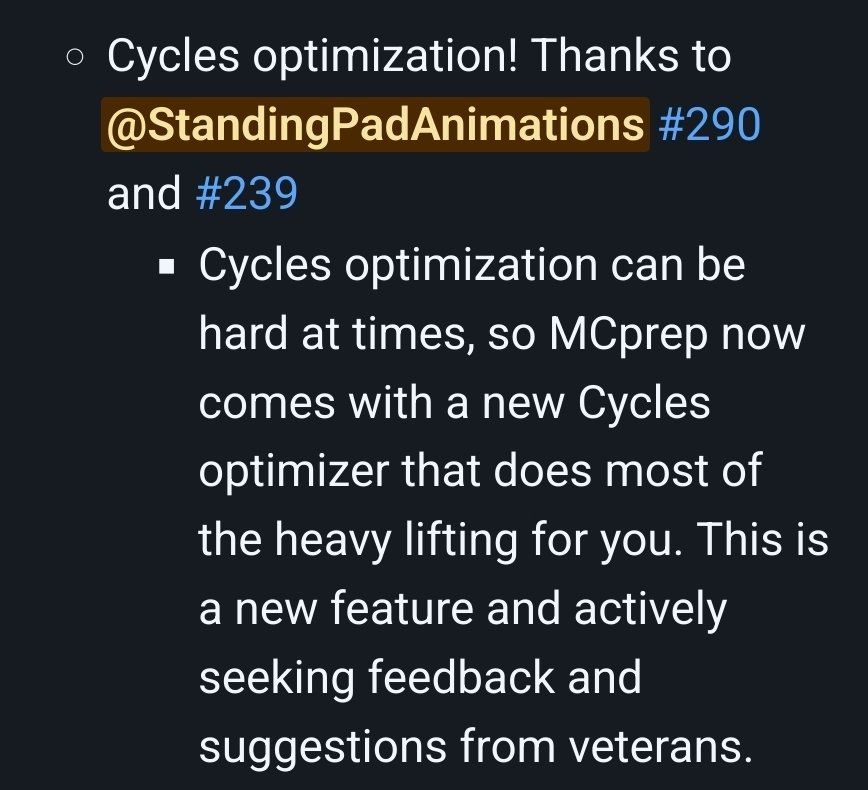 Cycles optimization! Thanks to
@StandingPadAnimations #290
and #239
Cycles optimization can be
hard at times, so MCprep now
comes with a new Cycles
optimizer that does most of
the heavy lifting for you. This is
a new feature and actively
seeking feedback and
suggestions from veterans.